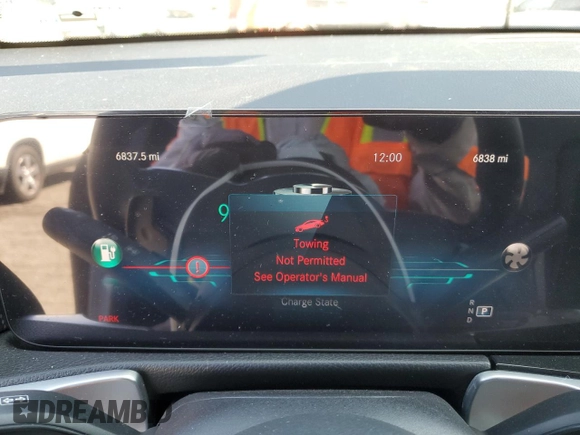 6837.5 mi
12:00
6838 mi
9
Towing
Not Permitted
See Operator's Manual
Charge State
R
N
P
D
PARK
DREAMBID